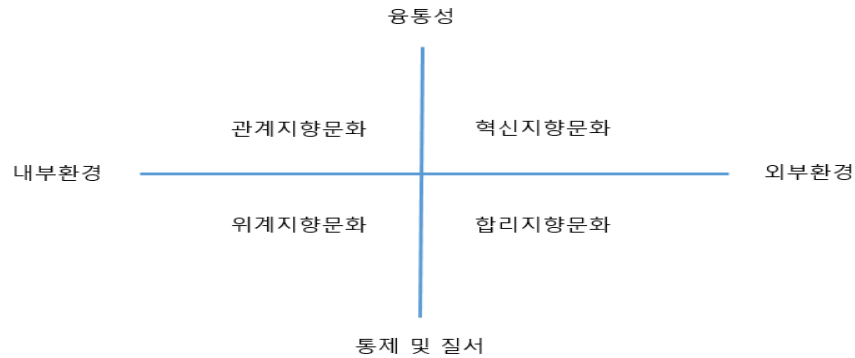 융통성
관계지향문화 혁신지향문화
내부환경 외부환경
위계지향문화 합리지향문화
통제 및 질서